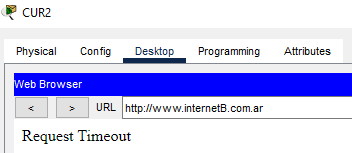 CUR2
Physical Config Desktop Programming Attributes
Web Browser
< > URL http://www.internetB.com.ar
Request Timeout